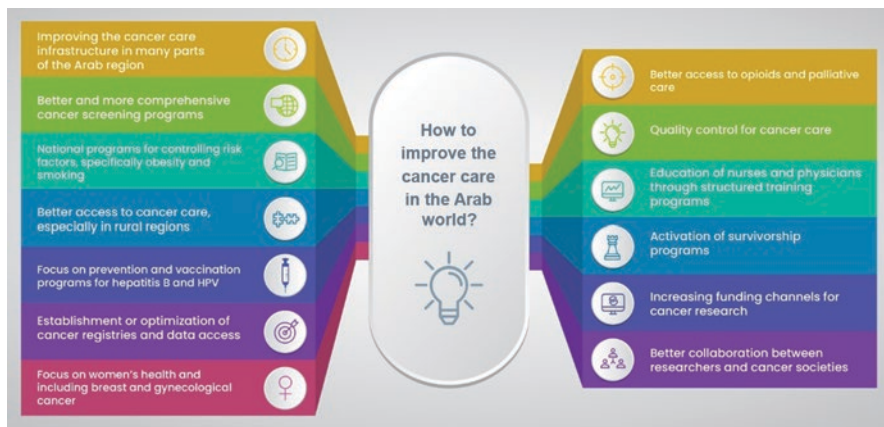 Improving the cancer care
infrastructure in many parts
of the Arab region
Better and more comprehensive
cancer screening programs
National programs for controlling risk
factors, specifically obesity and
smoking
Better access to cancer care,
especially in rural regions
Focus on prevention and vaccination
programs for hepatitis B and HPV
Establishment or optimization of
cancer registries and data access
Focus on women's health and
including breast and gynecological
cancer
How to
improve the
cancer care
in the Arab
world?
Better access to opioids and palliative
care
Quality control for cancer care
Education of nurses and physicians
through structured training
programs
Activation of survivorship
programs
Increasing funding channels for
cancer research
Better collaboration between
researchers and cancer societies